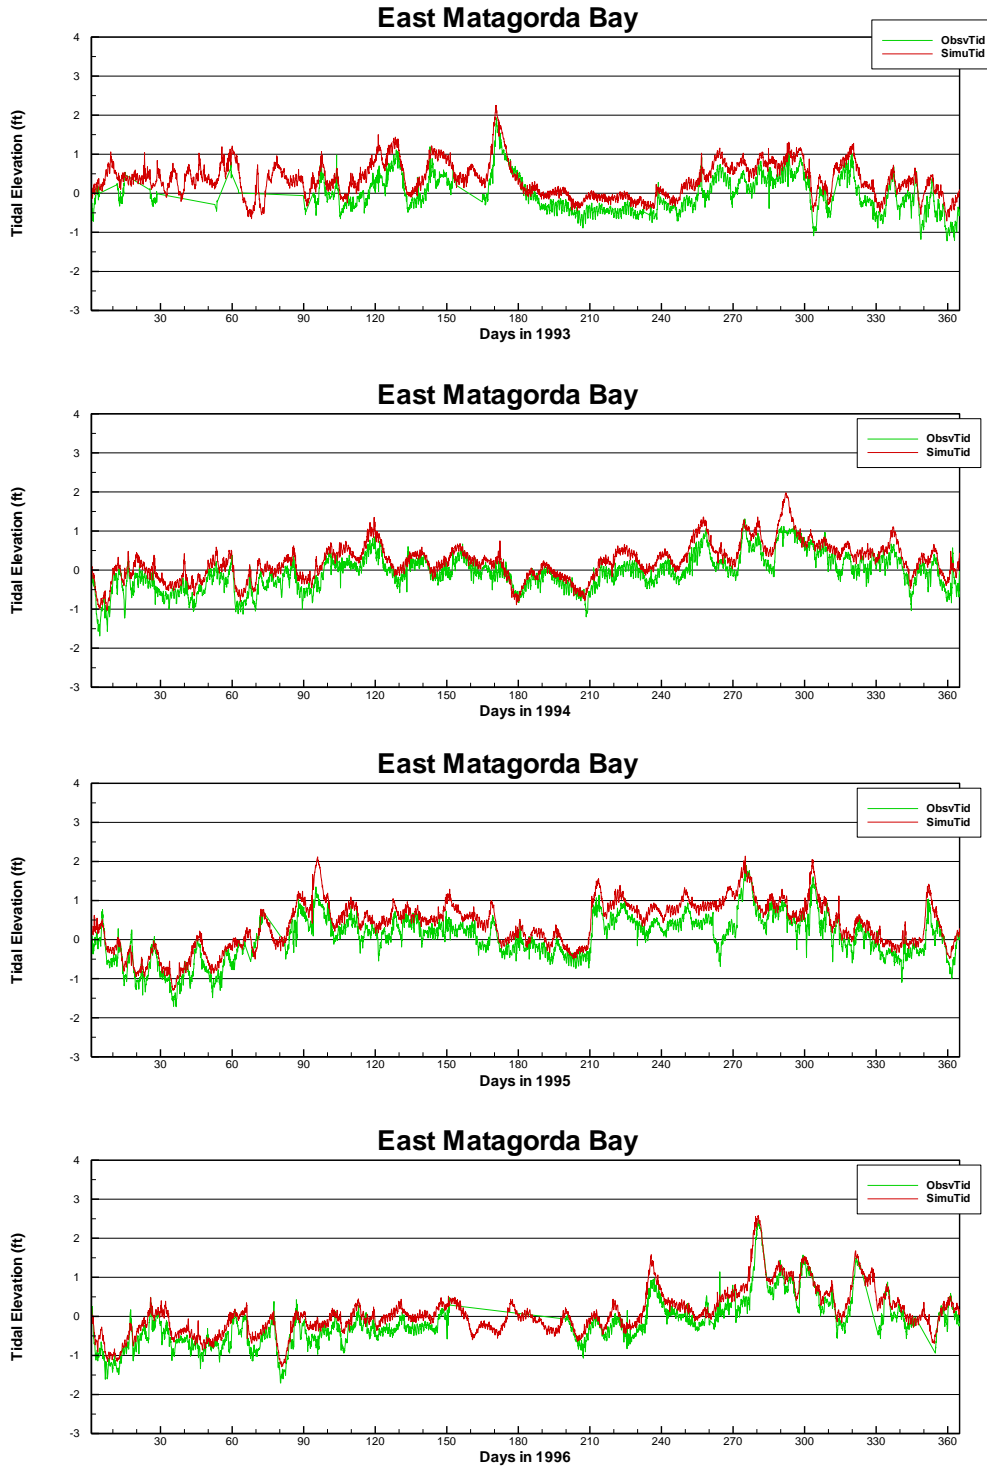 East Matagorda Bay
ObsvTid
SimuTid
Tidal Elevation (ft)
4
3
2
1
0
-1
-2
-3
30 60 90 120 150 180 210 240 270 300 330 360
Days in 1993
East Matagorda Bay
ObsvTid
SimuTid
Tidal Elevation (ft)
4
3
2
1
0
-1
-2
-3
30 60 90 120 150 180 210 240 270 300 330 360
Days in 1994
East Matagorda Bay
ObsvTid
SimuTid
Tidal Elevation (ft)
4
3
2
1
0
-1
-2
-3
30 60 90 120 150 180 210 240 270 300 330 360
Days in 1995
East Matagorda Bay
ObsvTid
SimuTid
Tidal Elevation (ft)
4
3
2
1
0
-1
-2
-3
30 60 90 120 150 180 210 240 270 300 330 360
Days in 1996